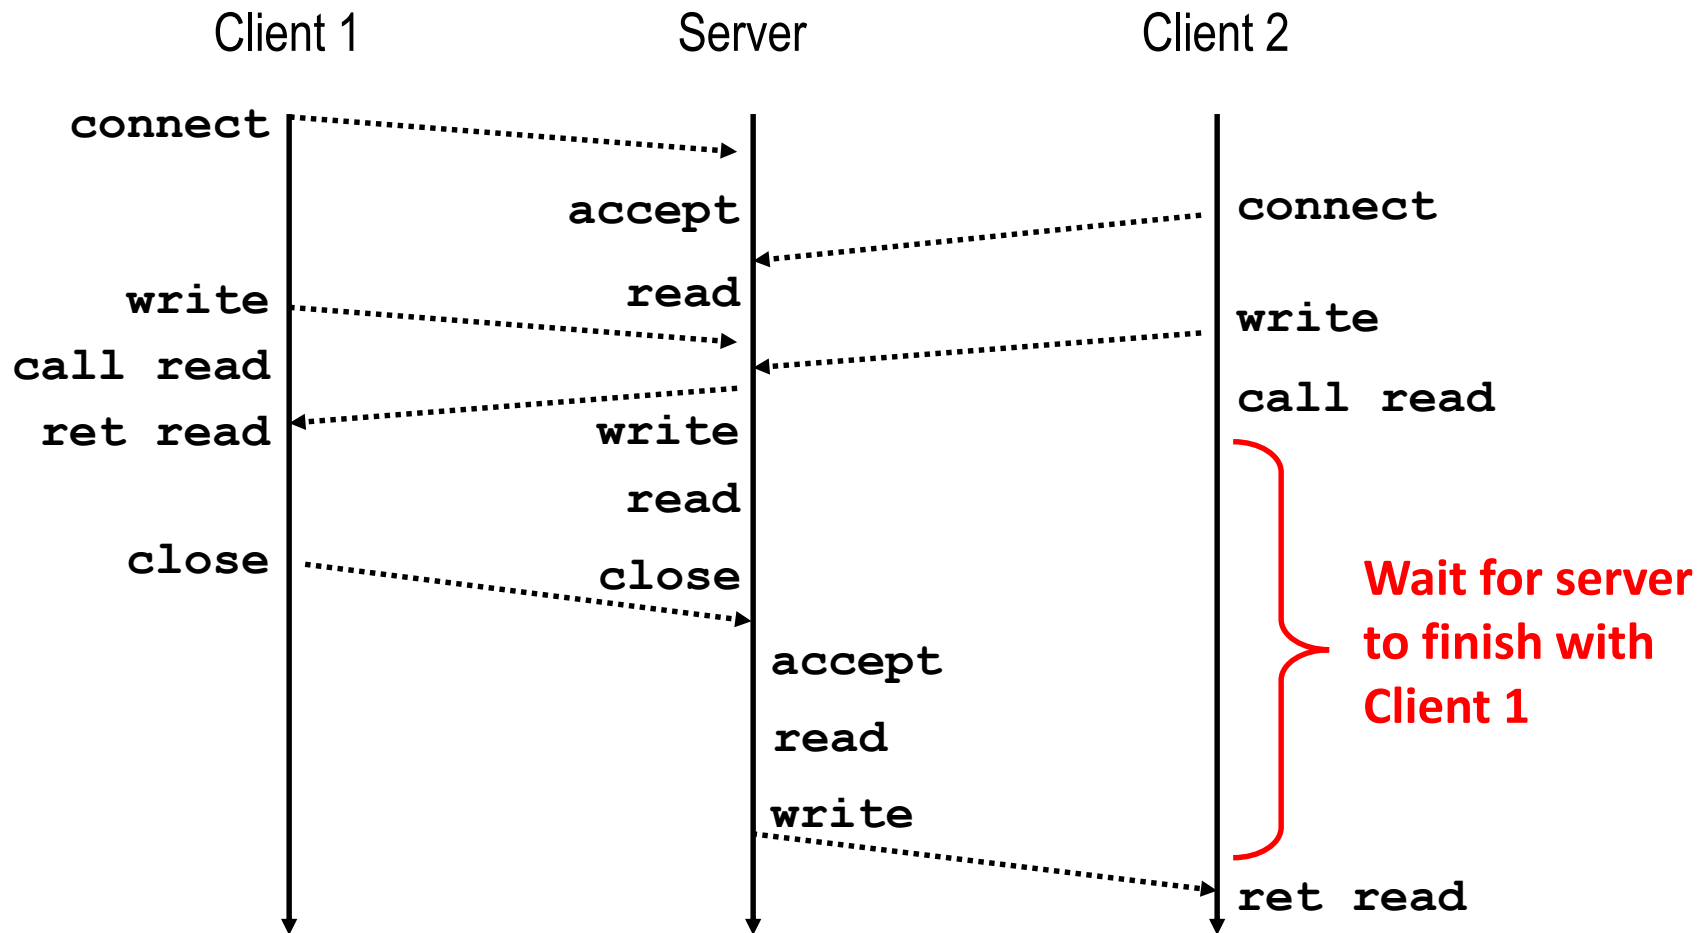 Client 1
Server
Client 2
connect
accept
connect
write
read
write
call read
call read
ret read
write
read
close
close
Wait for server
to finish with
Client 1
accept
read
write
ret read